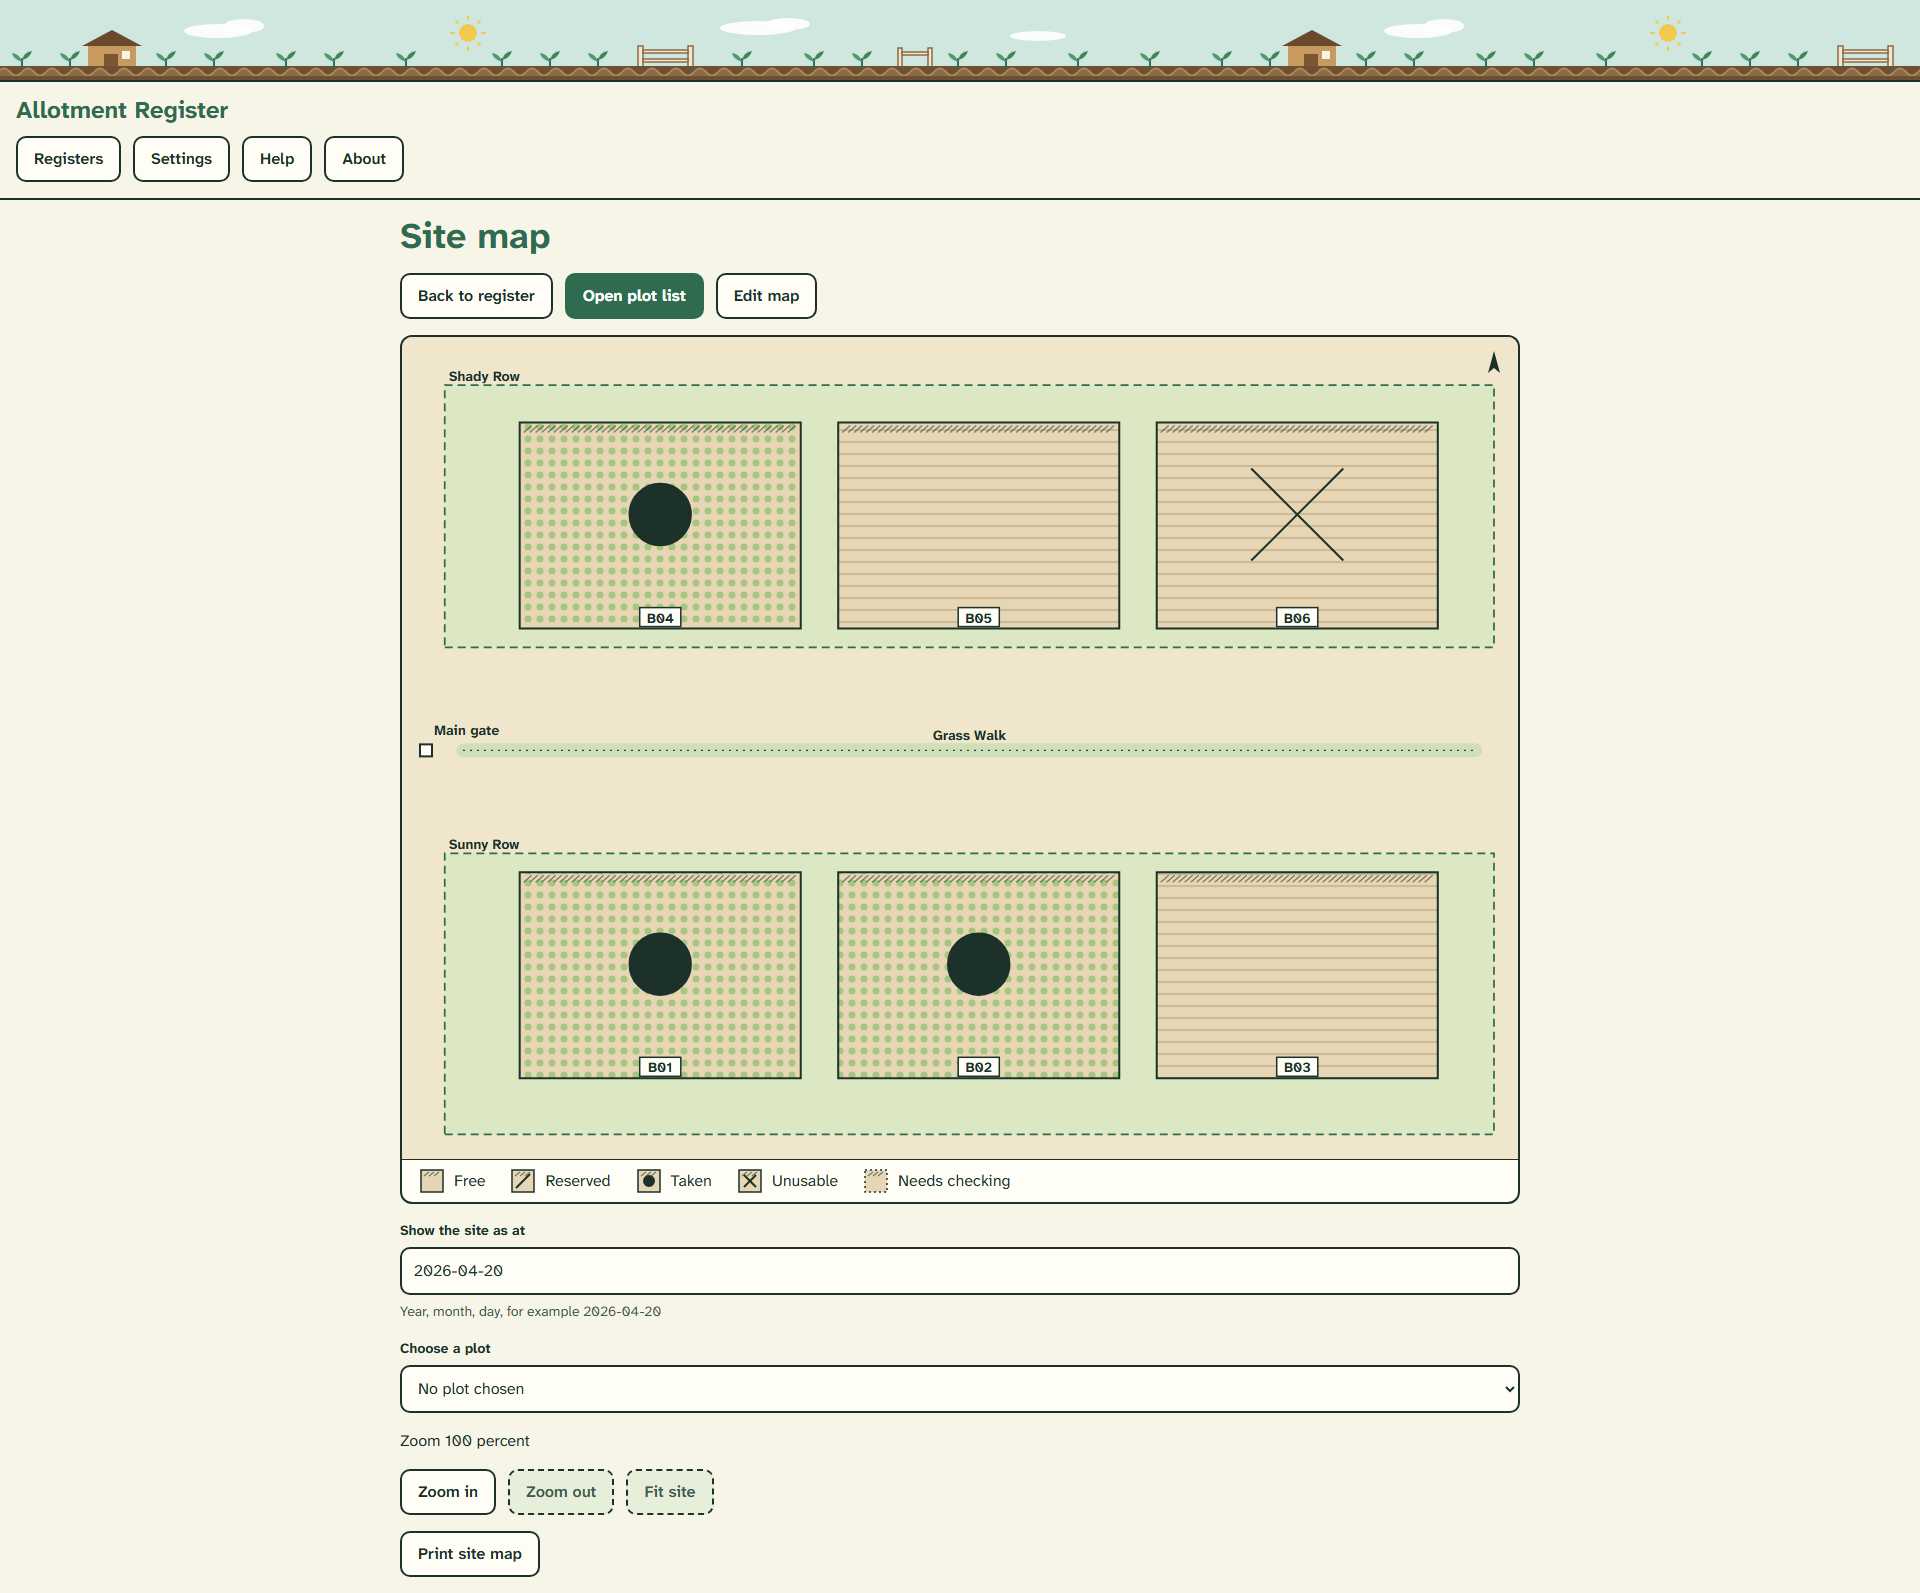 Allotment Register
Registers Settings Help About
Site map
Back to register Open plot list Edit map
Shady Row
B04 B05 B06
Main gate
Grass Walk
Sunny Row
B01 B02 B03
Free Reserved Taken Unusable Needs checking
Show the site as at
2026-04-20
Year, month, day, for example 2026-04-20
Choose a plot
No plot chosen
Zoom 100 percent
Zoom in Zoom out Fit site
Print site map